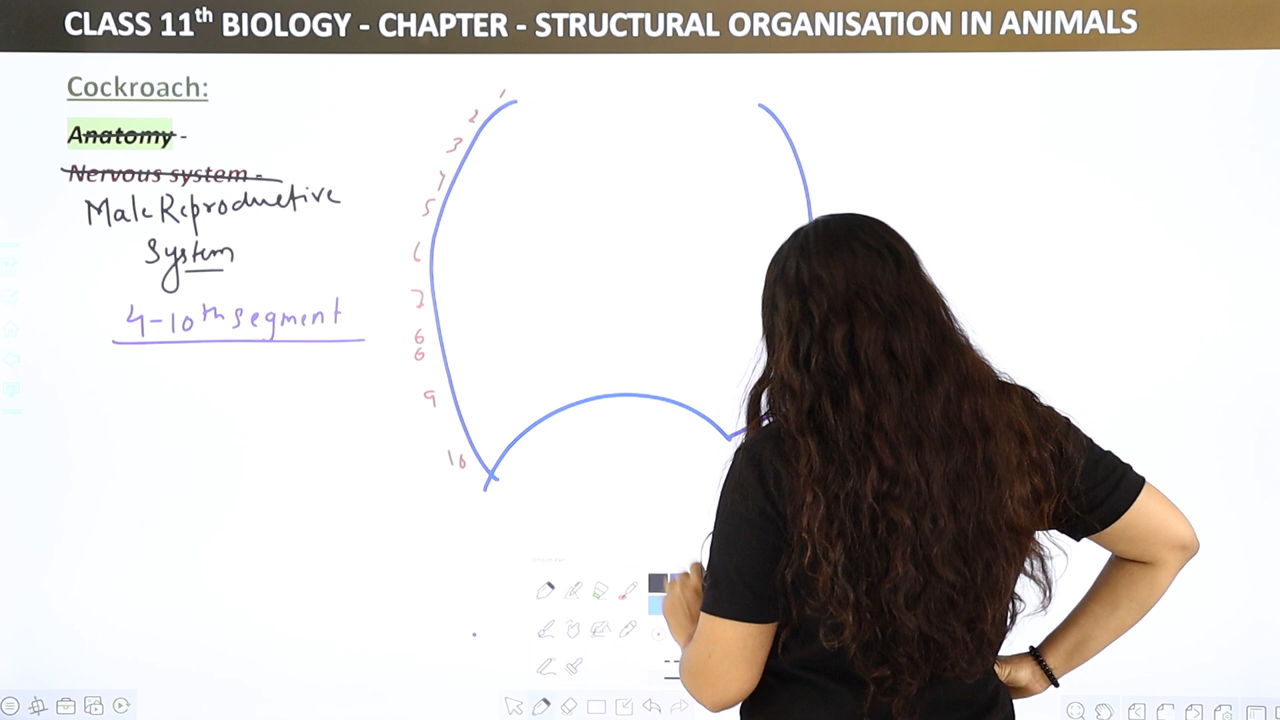 CLASS 11th BIOLOGY - CHAPTER - STRUCTURAL ORGANISATION IN ANIMALS
Cockroach:
Anatomy -
Nervous system -
Male Reproductive
System
4-10th segment
1
2
3
4
5
6
7
6
6
9
10